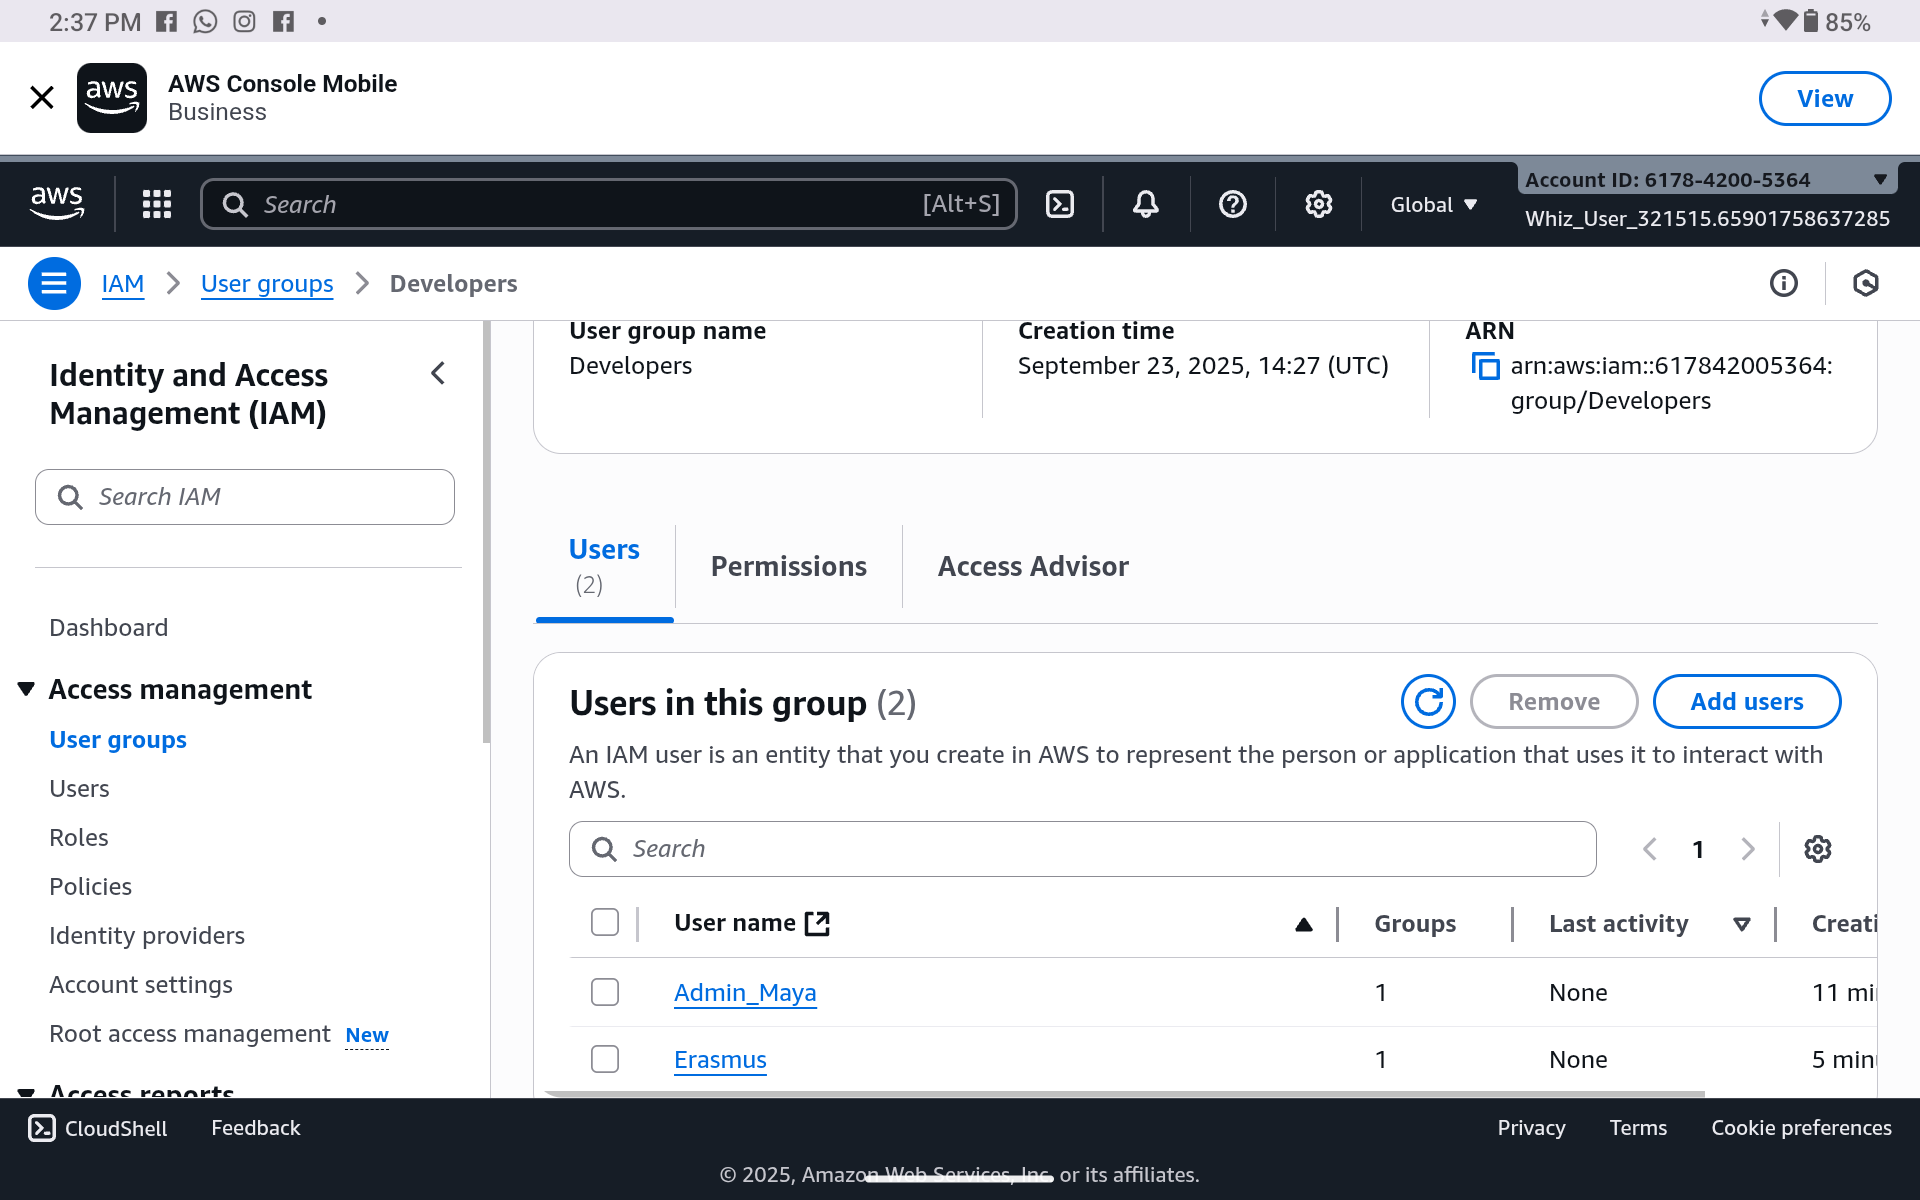 2:37 PM
85%
aws
AWS Console Mobile
Business
View
aws
Search
[Alt+S]
Global
Account ID: 6178-4200-5364
Whiz_User_321515.65901758637285
IAM
User groups
Developers
Identity and Access
Management (IAM)
Search IAM
Dashboard
Access management
User groups
Users
Roles
Policies
Identity providers
Account settings
Root access management New
Access reports
User group name
Developers
Creation time
September 23, 2025, 14:27 (UTC)
ARN
arn:aws:iam::617842005364:
group/Developers
Users
(2)
Permissions
Access Advisor
Users in this group (2)
Remove
Add users
An IAM user is an entity that you create in AWS to represent the person or application that uses it to interact with
AWS.
Search
1
User name Groups Last activity Creati
Admin_Maya 1 None 11 mi
Erasmus 1 None 5 min
CloudShell
Feedback
Privacy
Terms
Cookie preferences
© 2025, Amazon Web Services, Inc. or its affiliates.